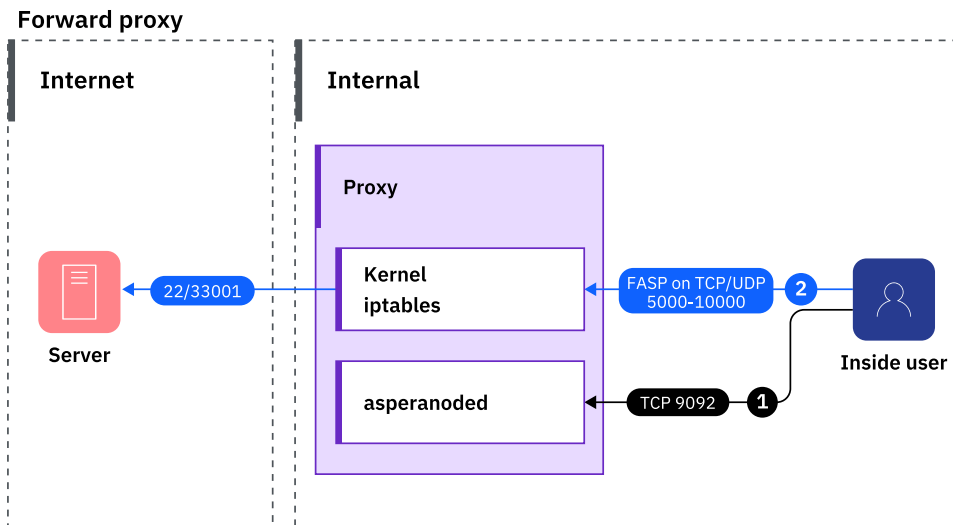 Forward proxy
Internet
Internal
Proxy
Kernel
iptables
22/33001
FASP on TCP/UDP
5000-10000
2
Server
Inside user
asperanoded
TCP 9092
1